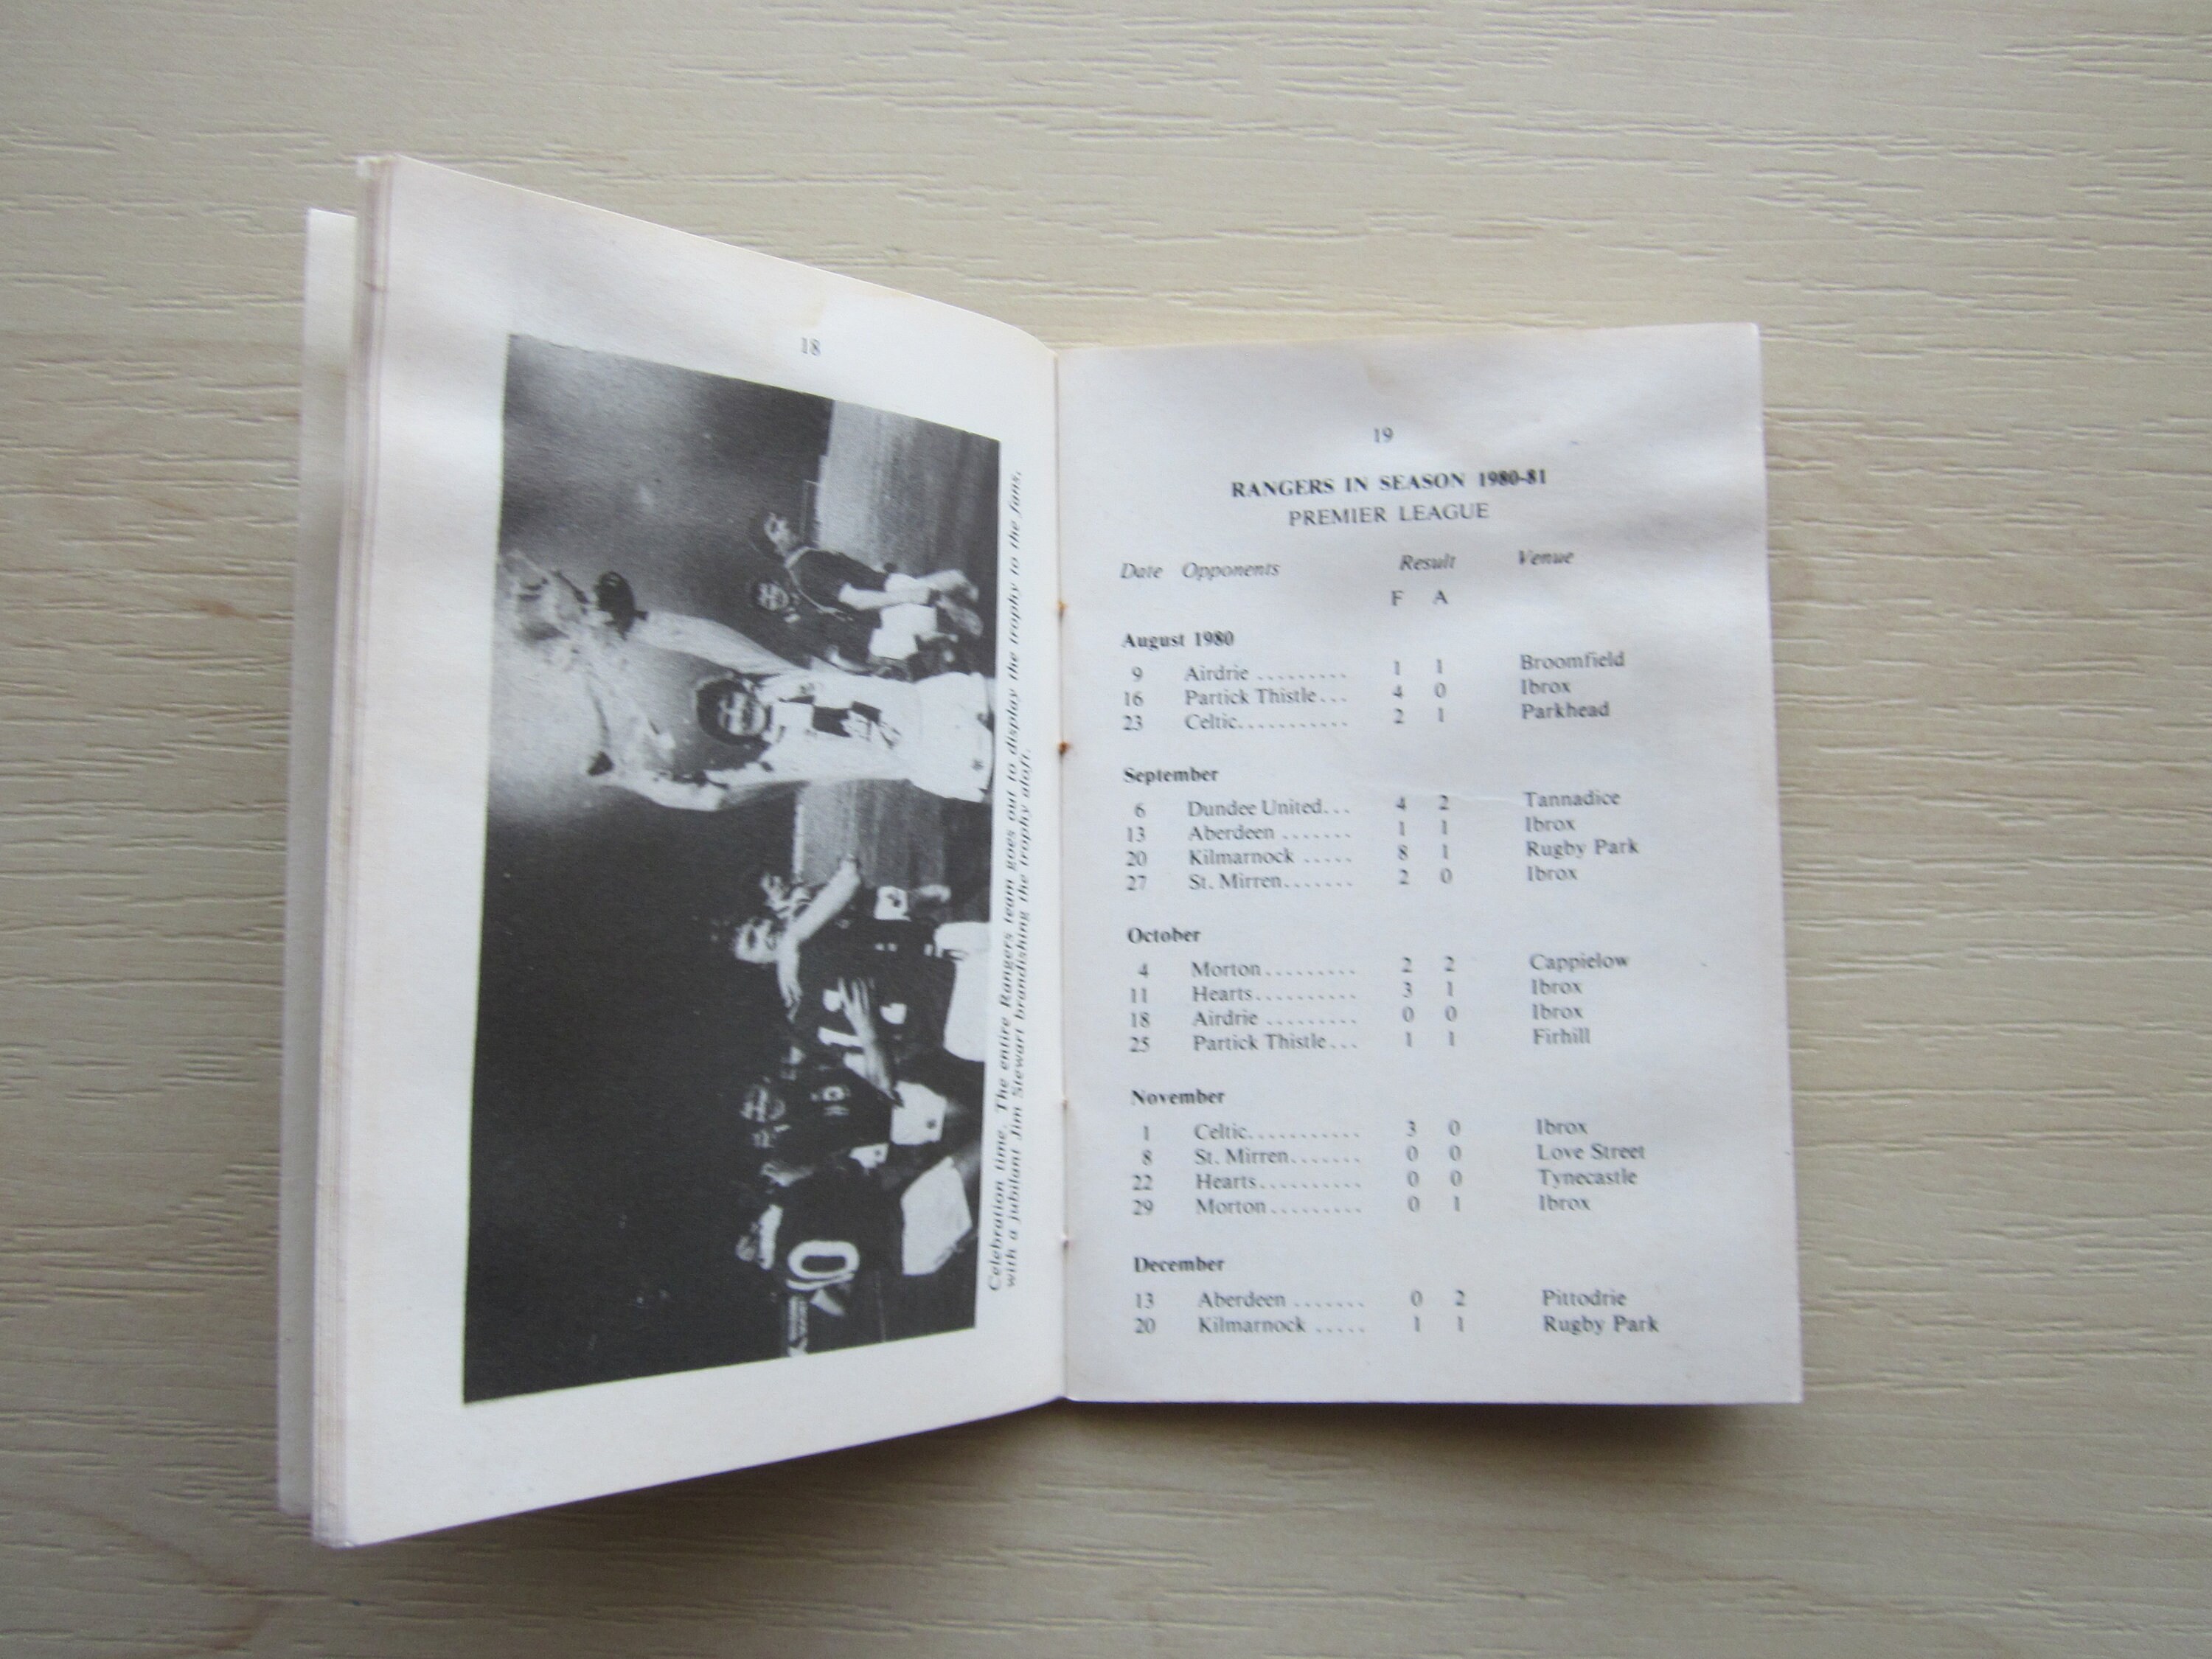 18
Celebration time. The entire Rangers team goes out to display the trophy to the fans,
with a jubilant Jim Stewart brandishing the trophy aloft.
10
19
RANGERS IN SEASON 1980-81
PREMIER LEAGUE
Date Opponents Result Venue
F A
August 1980
9 Airdrie ......... 1 1 Broomfield
16 Partick Thistle... 4 0 Ibrox
23 Celtic........... 2 1 Parkhead
September
6 Dundee United... 4 2 Tannadice
13 Aberdeen ....... 1 1 Ibrox
20 Kilmarnock ..... 8 1 Rugby Park
27 St. Mirren....... 2 0 Ibrox
October
4 Morton......... 2 2 Cappielow
11 Hearts.......... 3 1 Ibrox
18 Airdrie ......... 0 0 Ibrox
25 Partick Thistle... 1 1 Firhill
November
1 Celtic........... 3 0 Ibrox
8 St. Mirren....... 0 0 Love Street
22 Hearts.......... 0 0 Tynecastle
29 Morton......... 0 1 Ibrox
December
13 Aberdeen ....... 0 2 Pittodrie
20 Kilmarnock ..... 1 1 Rugby Park